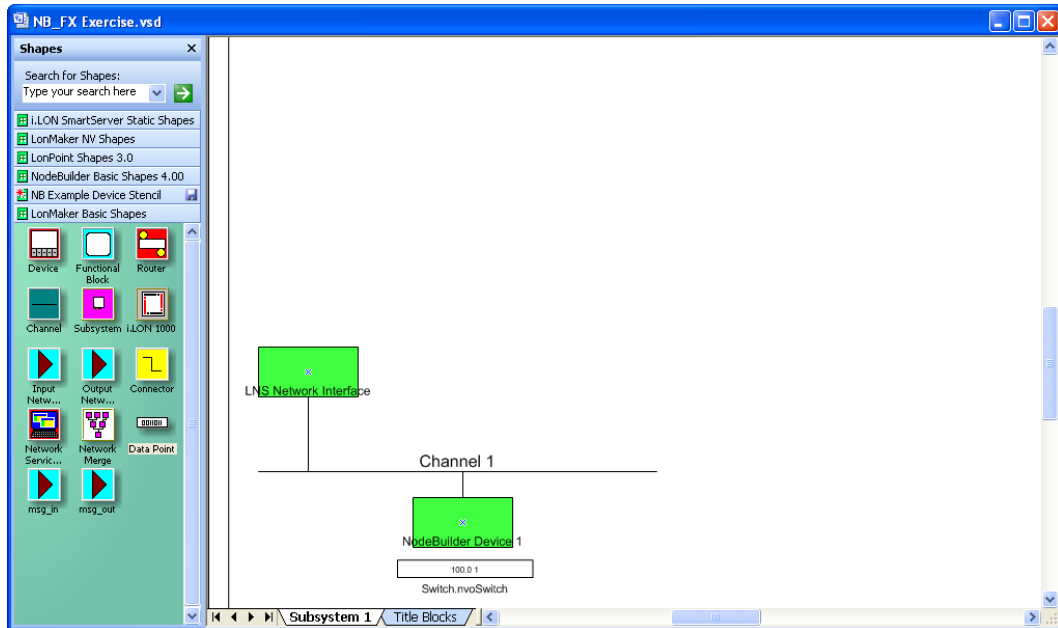 NB_FX Exercise.vsd
Shapes
Search for Shapes:
Type your search here
i.LON SmartServer Static Shapes
LonMaker NV Shapes
LonPoint Shapes 3.0
NodeBuilder Basic Shapes 4.00
NB Example Device Stencil
LonMaker Basic Shapes
Device
Functional Block
Router
Channel
Subsystem
i.LON 1000
Input Netw...
Output Netw...
Connector
Network Servic...
Network Merge
Data Point
msg_in
msg_out
LNS Network Interface
Channel 1
NodeBuilder Device 1
100.0 1
Switch.nvoSwitch
Subsystem 1
Title Blocks